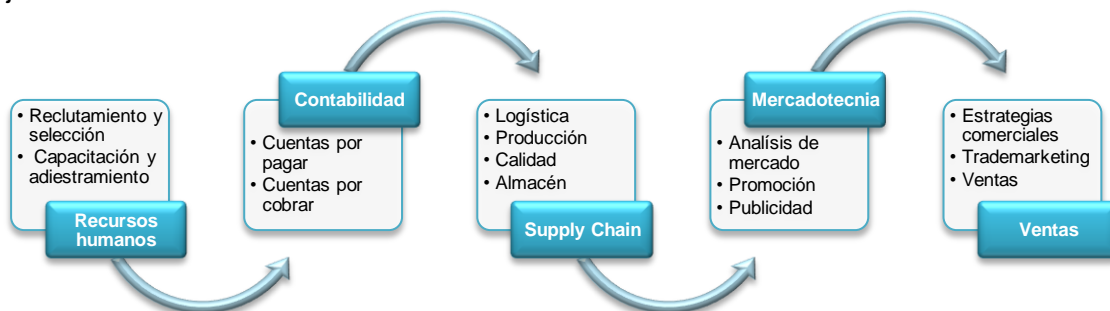 • Reclutamiento y
selección
• Capacitación y
adiestramiento
Recursos
humanos
Contabilidad
• Cuentas por
pagar
• Cuentas por
cobrar
• Logística
• Producción
• Calidad
• Almacén
Supply Chain
Mercadotecnia
• Análisis de
mercado
• Promoción
• Publicidad
• Estrategias
comerciales
• Trademarketing
• Ventas
Ventas